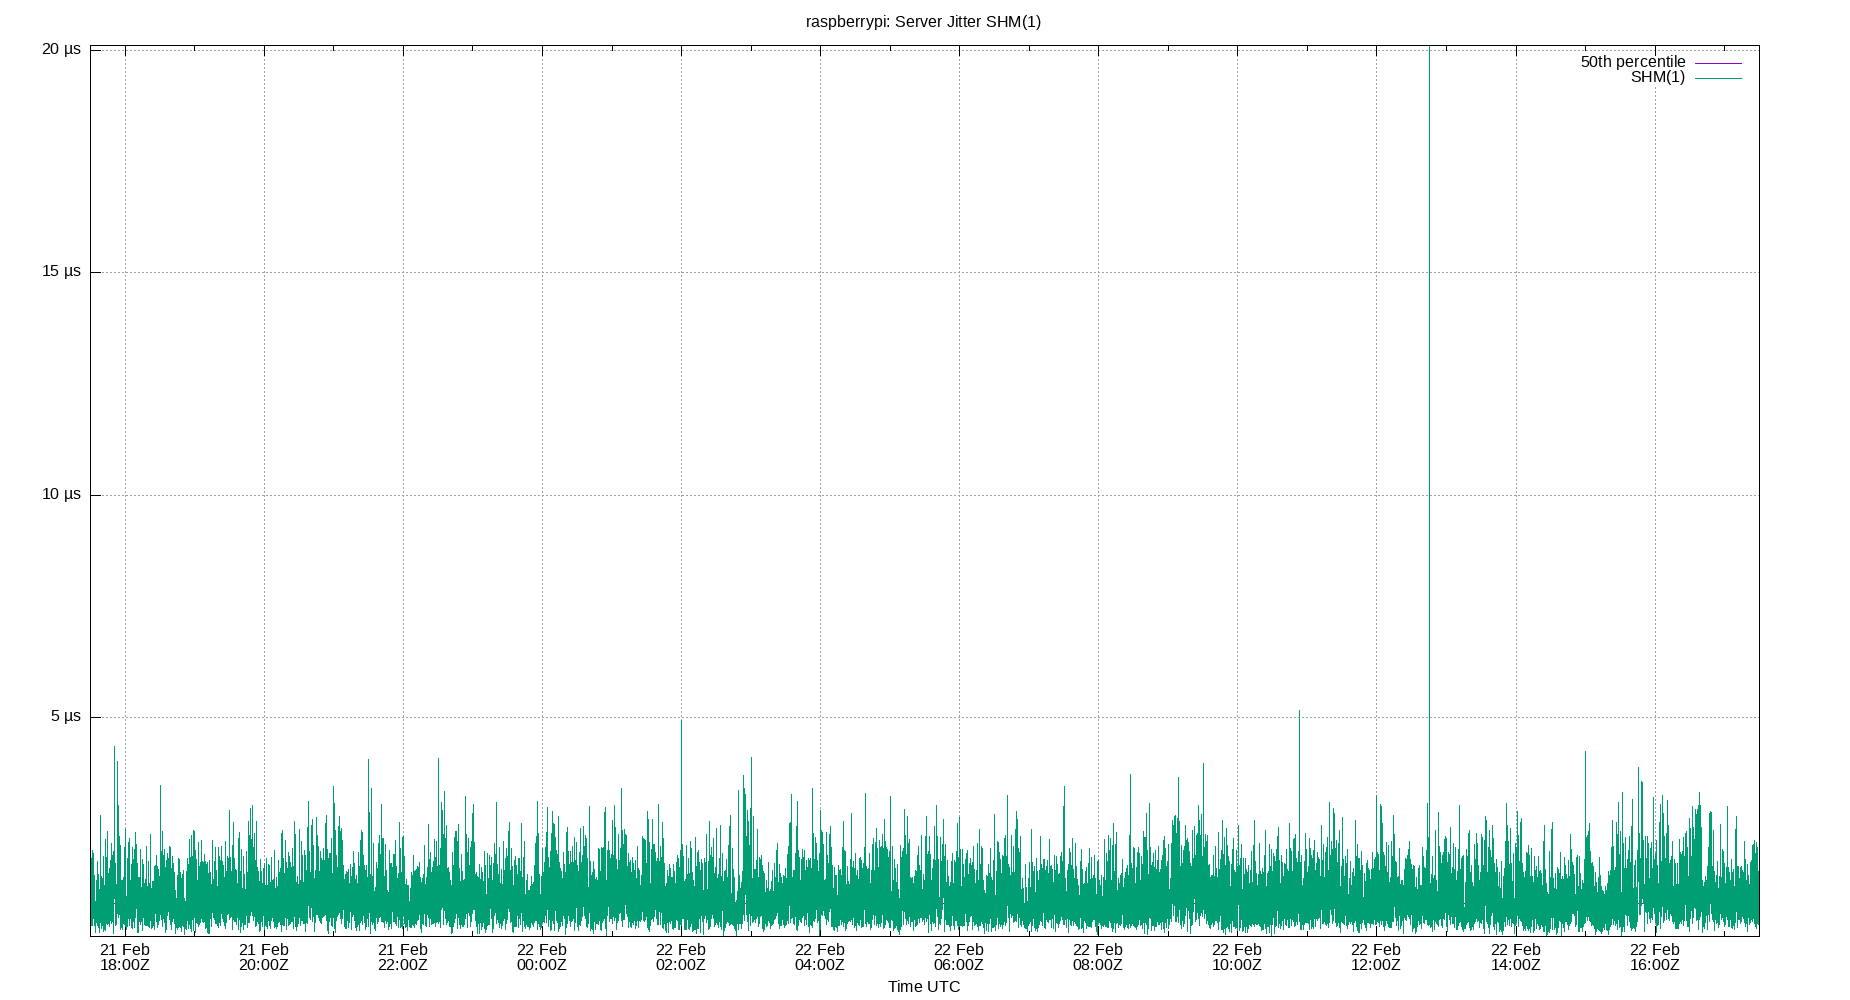 raspberrypi: Server Jitter SHM(1)
20 µs
50th percentile
SHM(1)
15 µs
10 µs
5 µs
21 Feb 21 Feb 21 Feb 22 Feb 22 Feb 22 Feb 22 Feb 22 Feb 22 Feb 22 Feb 22 Feb 22 Feb
18:00Z 20:00Z 22:00Z 00:00Z 02:00Z 04:00Z 06:00Z 08:00Z 10:00Z 12:00Z 14:00Z 16:00Z
Time UTC